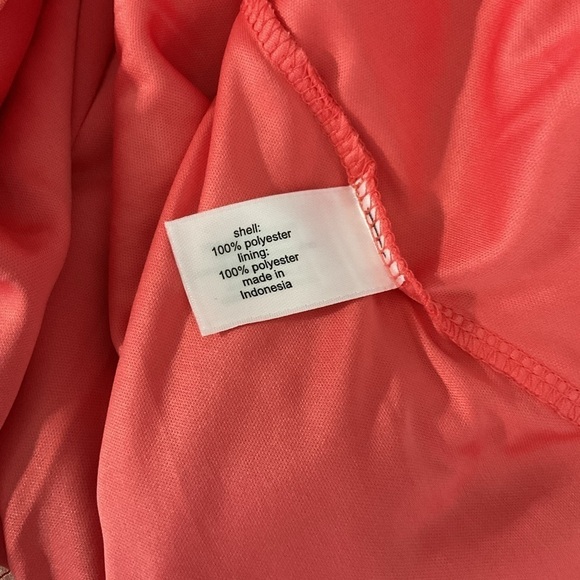 shell:
100% polyester
lining:
100% polyester
made in
Indonesia